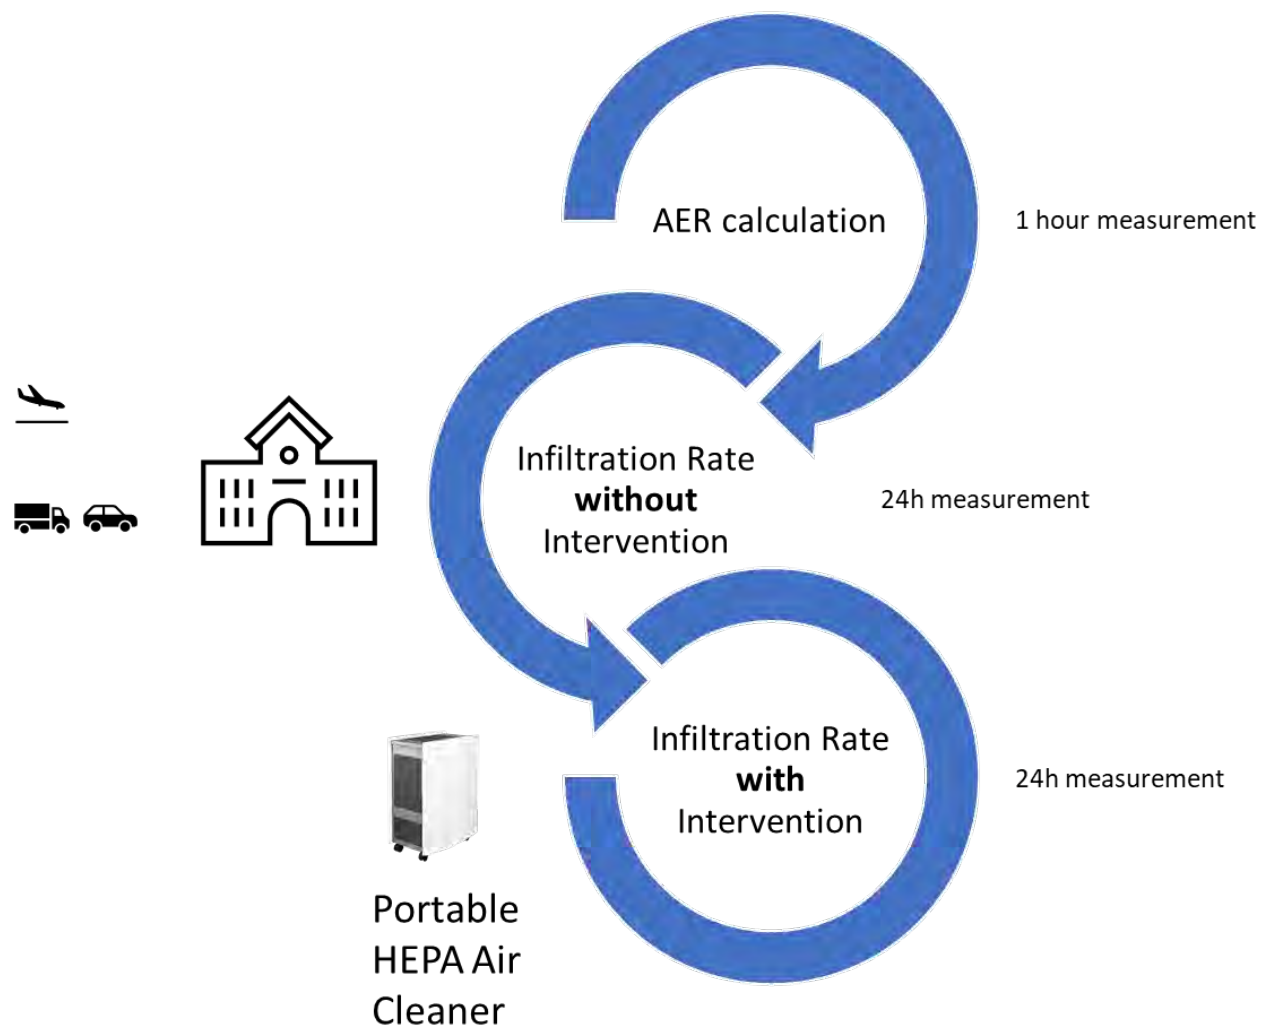 AER calculation
1 hour measurement
Infiltration Rate
without
Intervention
24h measurement
Infiltration Rate
with
Intervention
24h measurement
Portable
HEPA Air
Cleaner